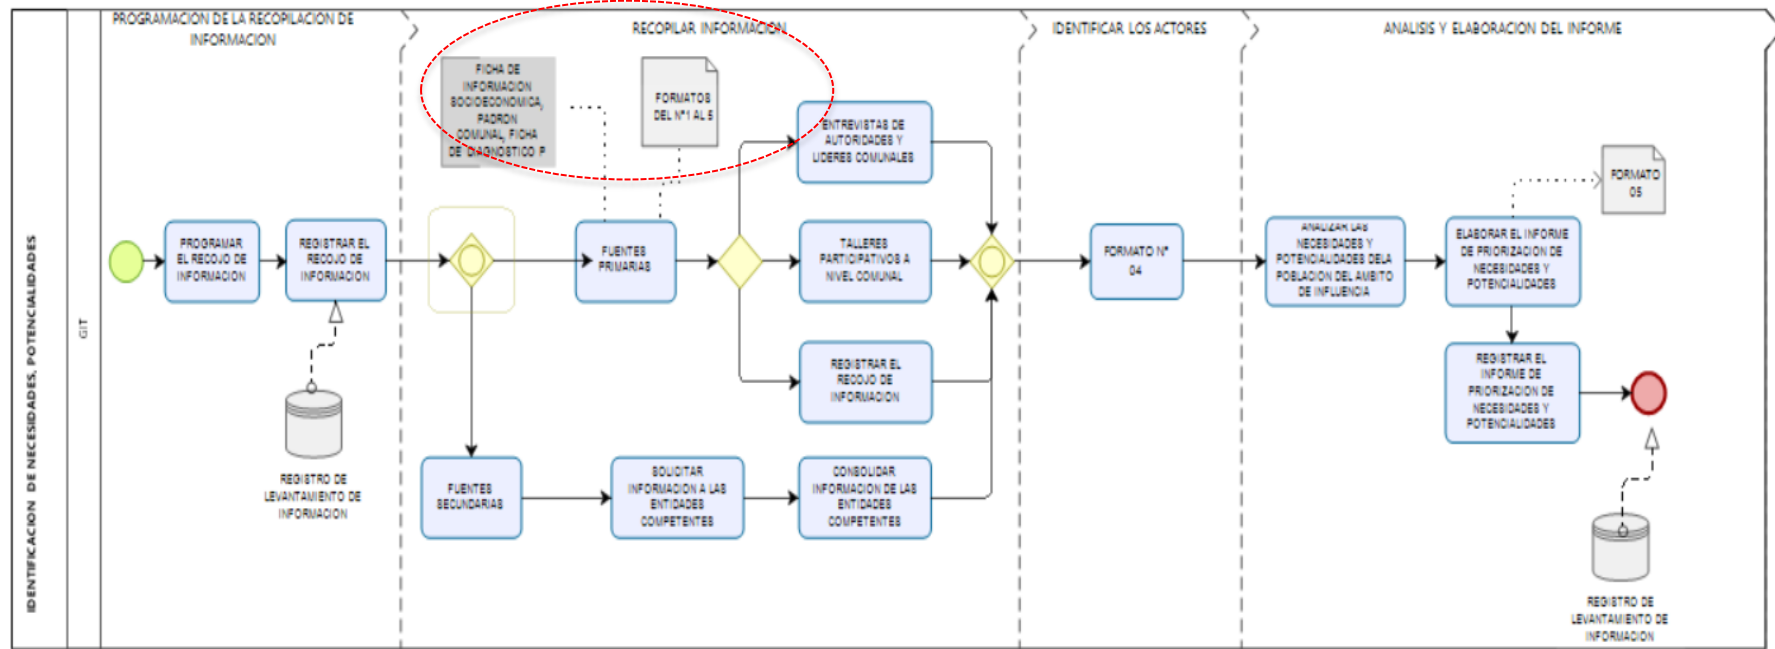 IDENTIFICACION DE NECESIDADES, POTENCIALIDADES
GIT
PROGRAMACION DE LA RECOPILACION DE
INFORMACION
RECOPILAR INFORMACION
IDENTIFICAR LOS ACTORES
ANALISIS Y ELABORACION DEL INFORME
FICHA DE
INFORMACION
SOCIOECONOMICA,
PADRON
COMUNAL, FICHA
DE DIAGNOSTICO P
FORMATOS
DEL N°1 AL 5
ENTREVISTAS DE
AUTORIDADES Y
LIDERES COMUNALES
FORMATO
05
PROGRAMAR
EL RECOJO DE
INFORMACION
REGISTRAR EL
RECOJO DE
INFORMACION
FUENTES
PRIMARIAS
TALLERES
PARTICIPATIVOS A
NIVEL COMUNAL
FORMATO N°
04
ANALIZAR LAS
NECESIDADES Y
POTENCIALIDADES DELA
POBLACION DEL AMBITO
DE INFLUENCIA
ELABORAR EL INFORME
DE PRIORIZACION DE
NECESIDADES Y
POTENCIALIDADES
REGISTRAR EL
RECOJO DE
INFORMACION
REGISTRAR EL
INFORME DE
PRIORIZACION DE
NECESIDADES Y
POTENCIALIDADES
REGISTRO DE
LEVANTAMIENTO DE
INFORMACION
FUENTES
SECUNDARIAS
SOLICITAR
INFORMACION A LAS
ENTIDADES
COMPETENTES
CONSOLIDAR
INFORMACION DE LAS
ENTIDADES
COMPETENTES
REGISTRO DE
LEVANTAMIENTO DE
INFORMACION